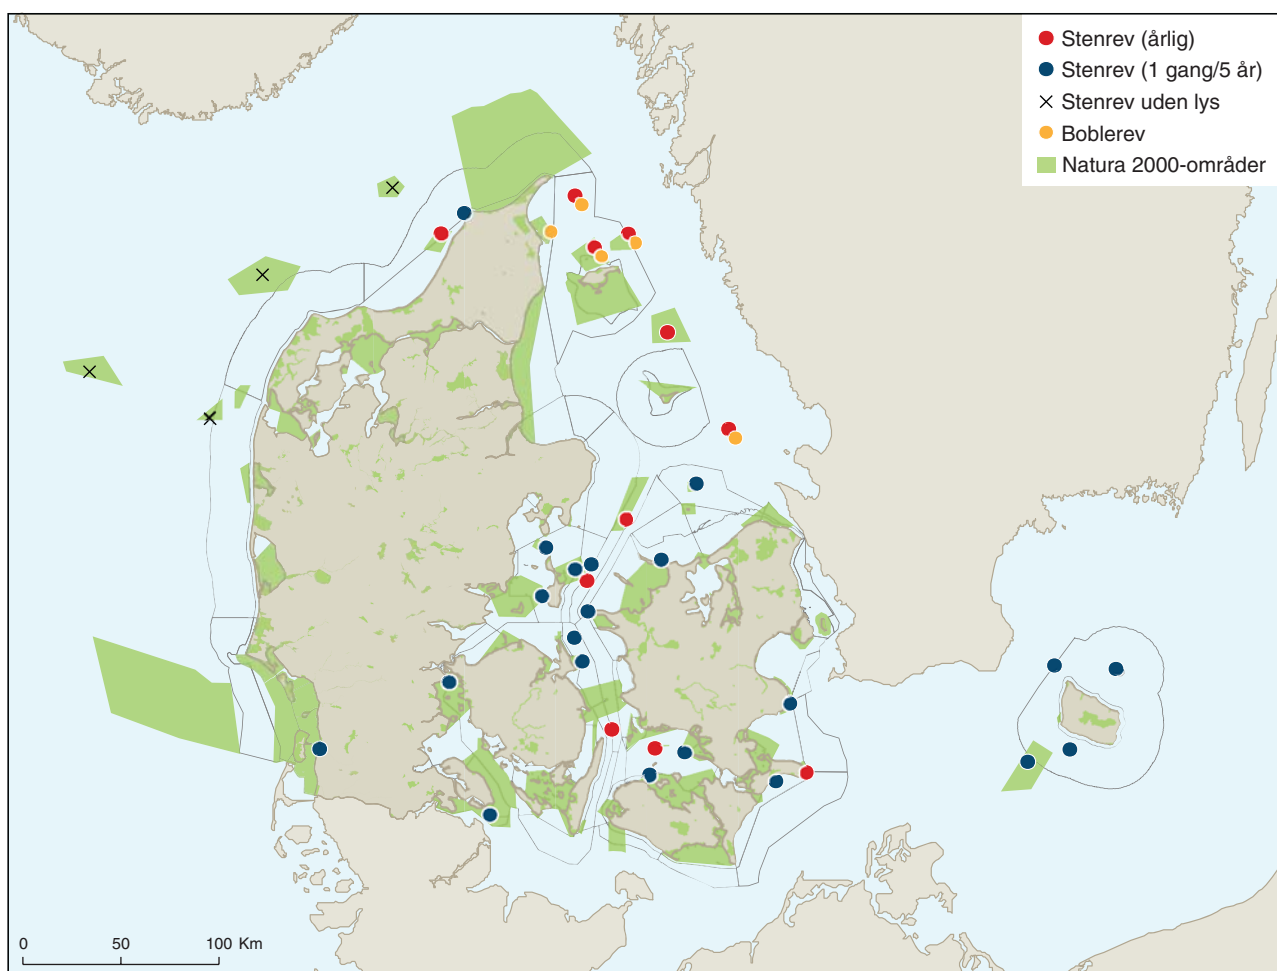 Stenrev (årlig)
Stenrev (1 gang/5 år)
Stenrev uden lys
Boblerev
Natura 2000-områder
0 50 100 Km